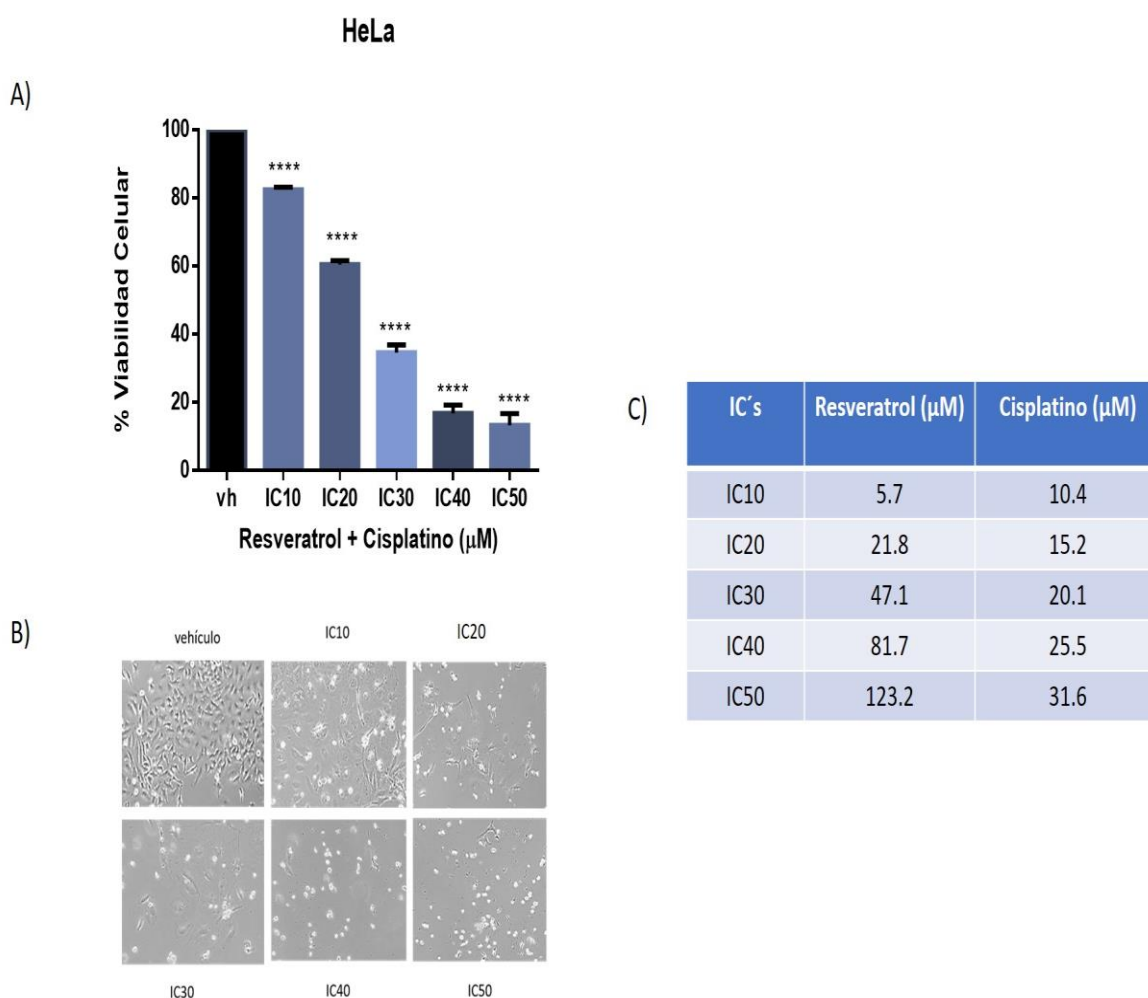 HeLa
A)
% Viabilidad Celular
100
80
60
40
20
0
****
****
****
****
****
vh IC10 IC20 IC30 IC40 IC50
Resveratrol + Cisplatino (µM)
B)
vehículo IC10 IC20
IC30 IC40 IC50
C)
IC´s Resveratrol (µM) Cisplatino (µM)
IC10 5.7 10.4
IC20 21.8 15.2
IC30 47.1 20.1
IC40 81.7 25.5
IC50 123.2 31.6